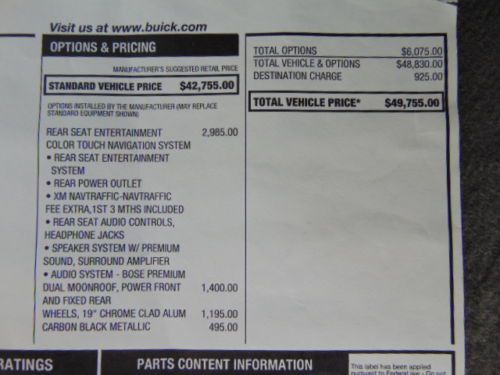 Visit us at www.buick.com
OPTIONS & PRICING
MANUFACTURER'S SUGGESTED RETAIL PRICE
STANDARD VEHICLE PRICE $42,755.00
OPTIONS INSTALLED BY THE MANUFACTURER (MAY REPLACE
STANDARD EQUIPMENT SHOWN)
REAR SEAT ENTERTAINMENT 2,985.00
COLOR TOUCH NAVIGATION SYSTEM
• REAR SEAT ENTERTAINMENT
SYSTEM
• REAR POWER OUTLET
• XM NAVTRAFFIC-NAVTRAFFIC
FEE EXTRA,1ST 3 MTHS INCLUDED
• REAR SEAT AUDIO CONTROLS,
HEADPHONE JACKS
• SPEAKER SYSTEM W/ PREMIUM
SOUND, SURROUND AMPLIFIER
• AUDIO SYSTEM - BOSE PREMIUM
DUAL MOONROOF, POWER FRONT 1,400.00
AND FIXED REAR
WHEELS, 19" CHROME CLAD ALUM 1,195.00
CARBON BLACK METALLIC 495.00
TOTAL OPTIONS $6,075.00
TOTAL VEHICLE & OPTIONS $48,830.00
DESTINATION CHARGE 925.00
TOTAL VEHICLE PRICE* $49,755.00
RATINGS
PARTS CONTENT INFORMATION
This label has been applied
pursuant to Federal law - Do not